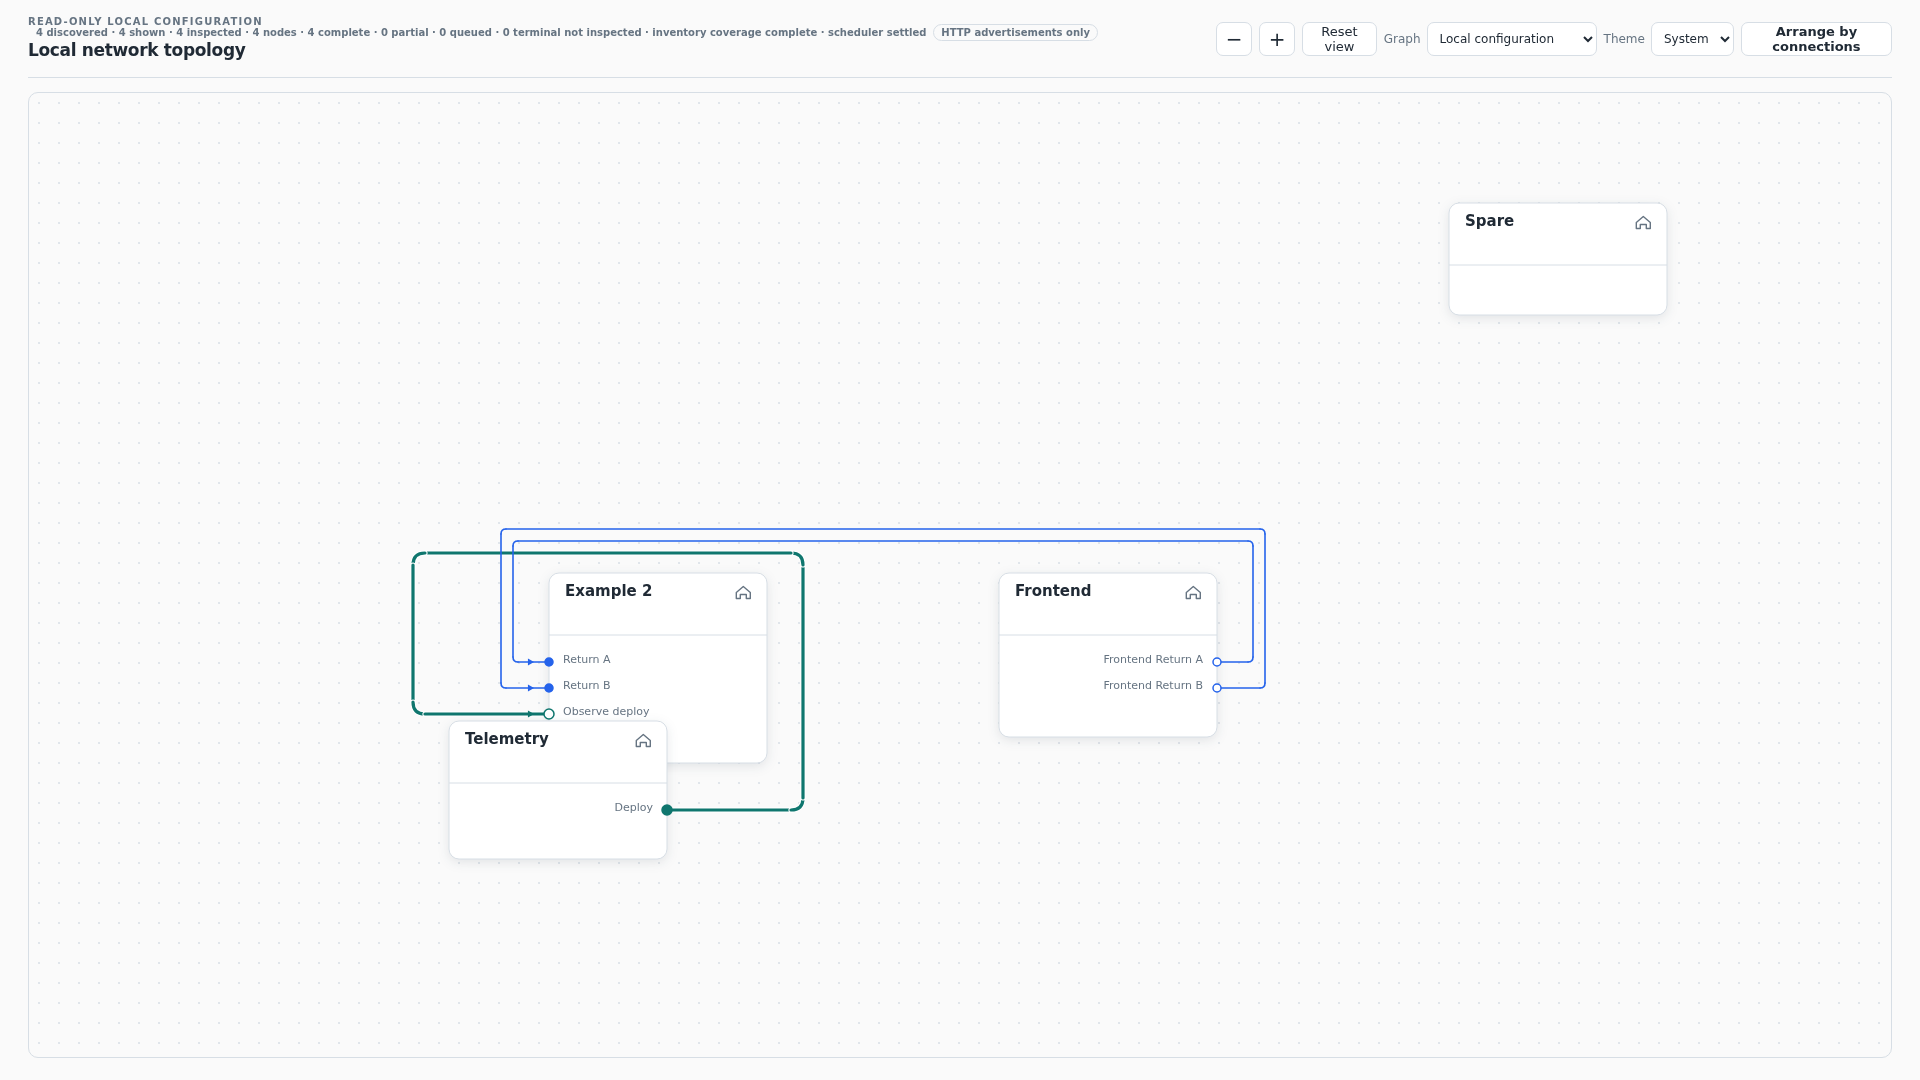 READ-ONLY LOCAL CONFIGURATION
4 discovered · 4 shown · 4 inspected · 4 nodes · 4 complete · 0 partial · 0 queued · 0 terminal not inspected · inventory coverage complete · scheduler settled HTTP advertisements only
Local network topology
− + Reset view Graph Local configuration Theme System Arrange by connections
Spare
Example 2
Return A
Return B
Observe deploy
Frontend
Frontend Return A
Frontend Return B
Telemetry
Deploy